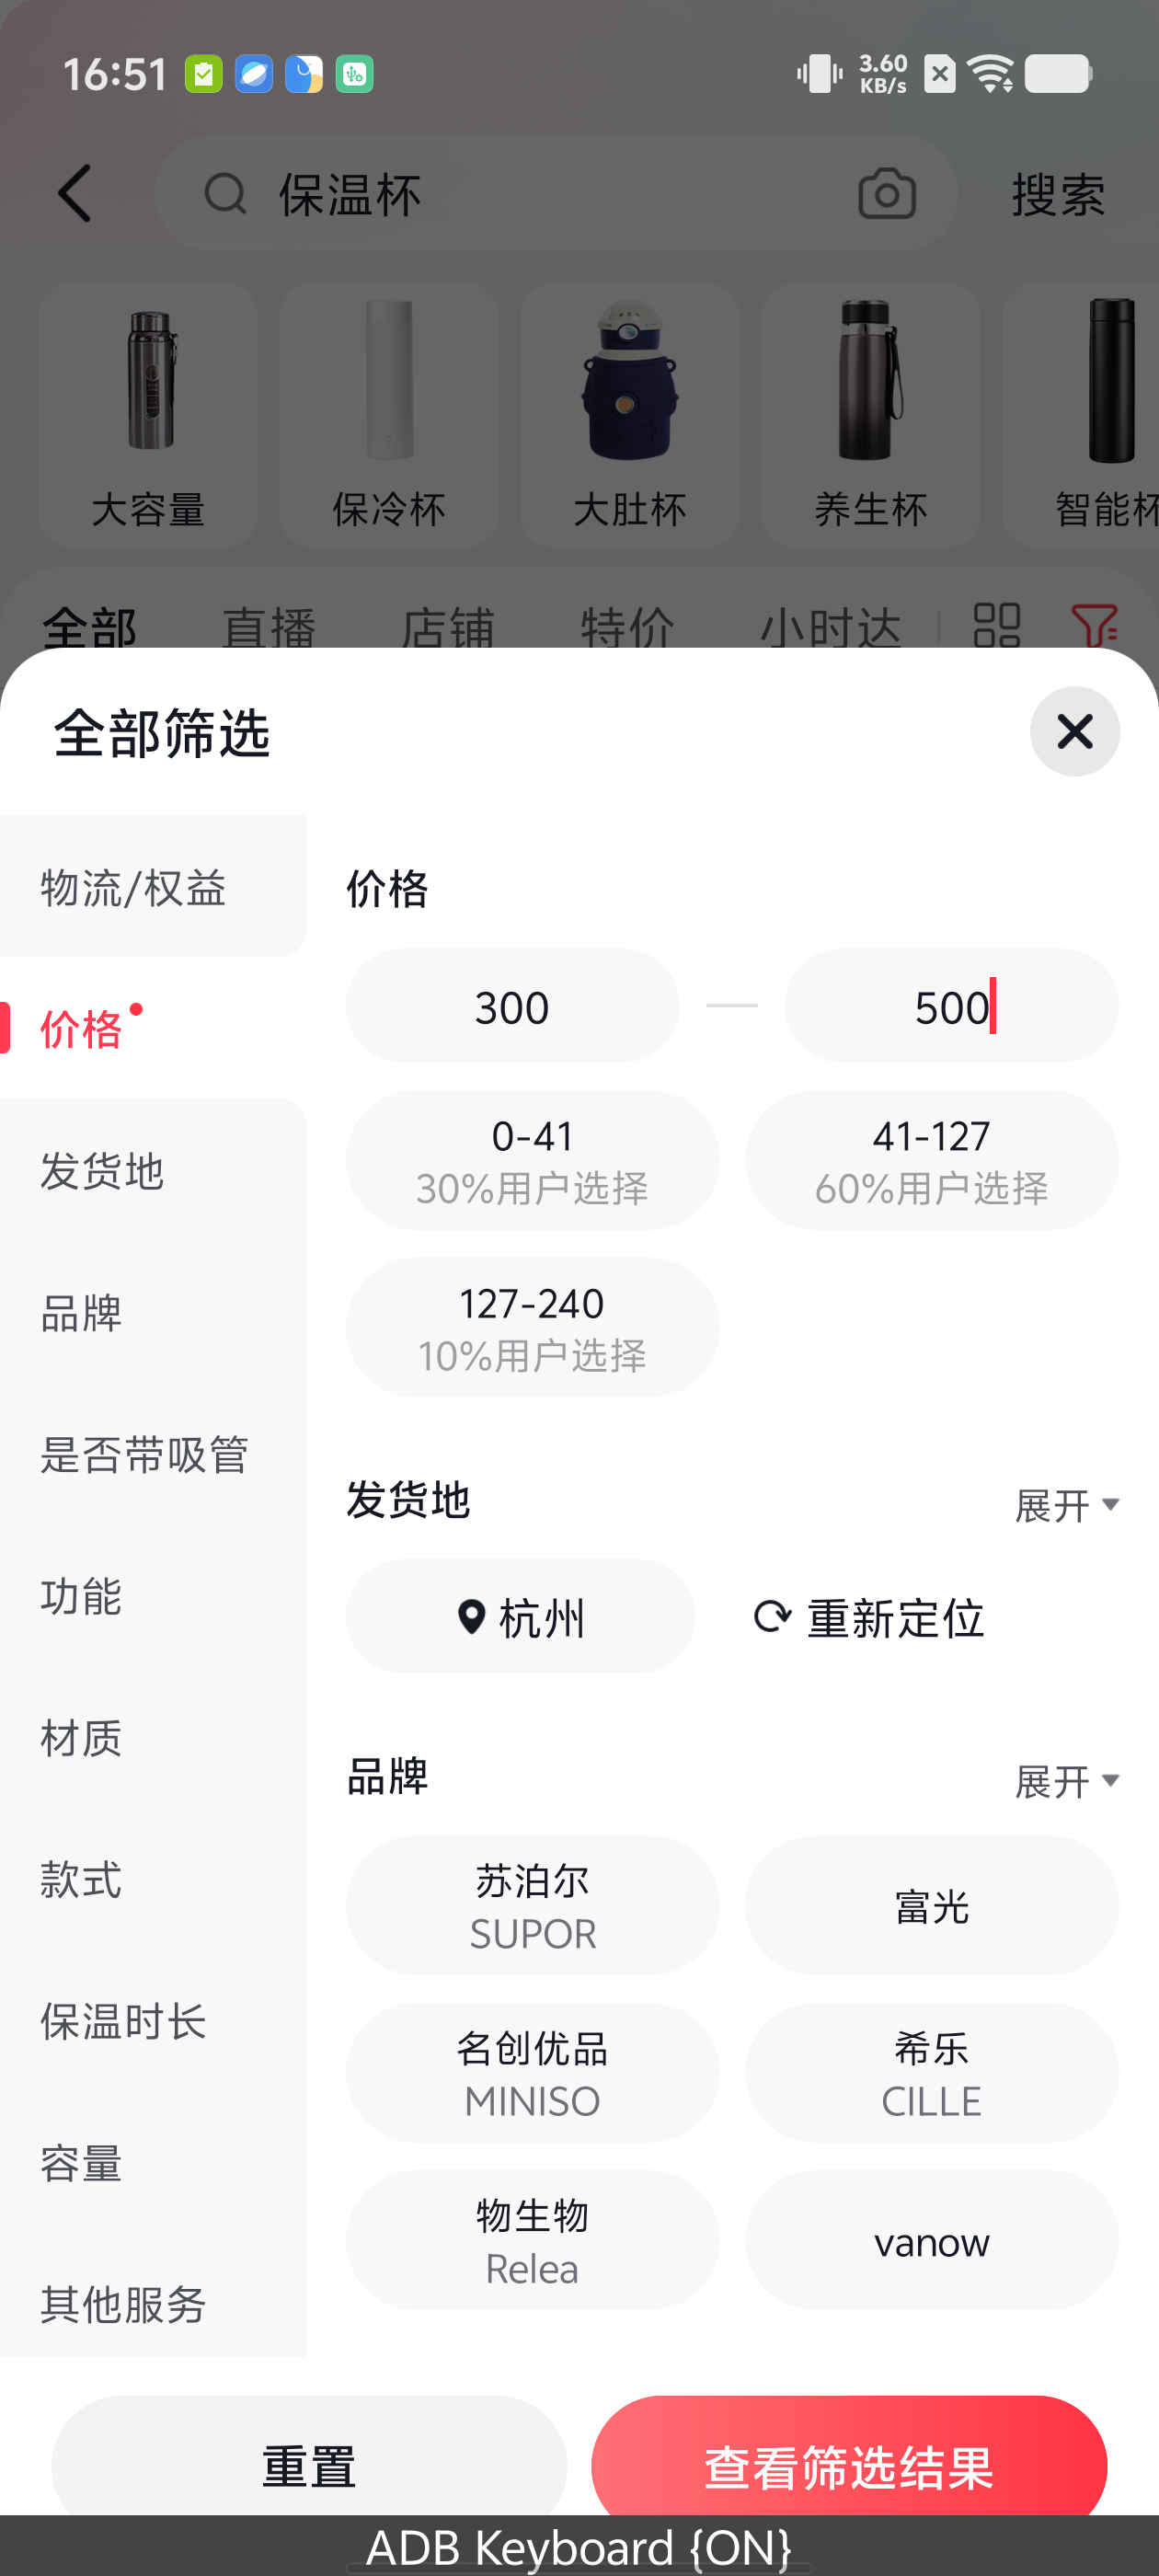 16:51
3.60
KB/s
保温杯
搜索
大容量
保冷杯
大肚杯
养生杯
智能杯
全部
直播
店铺
特价
小时达
全部筛选
物流/权益
价格
发货地
品牌
是否带吸管
功能
材质
款式
保温时长
容量
其他服务
价格
300
500
0-41
30%用户选择
41-127
60%用户选择
127-240
10%用户选择
发货地
展开
杭州
重新定位
品牌
展开
苏泊尔
SUPOR
富光
名创优品
MINISO
希乐
CILLE
物生物
Relea
vanow
重置
查看筛选结果
ADB Keyboard {ON}